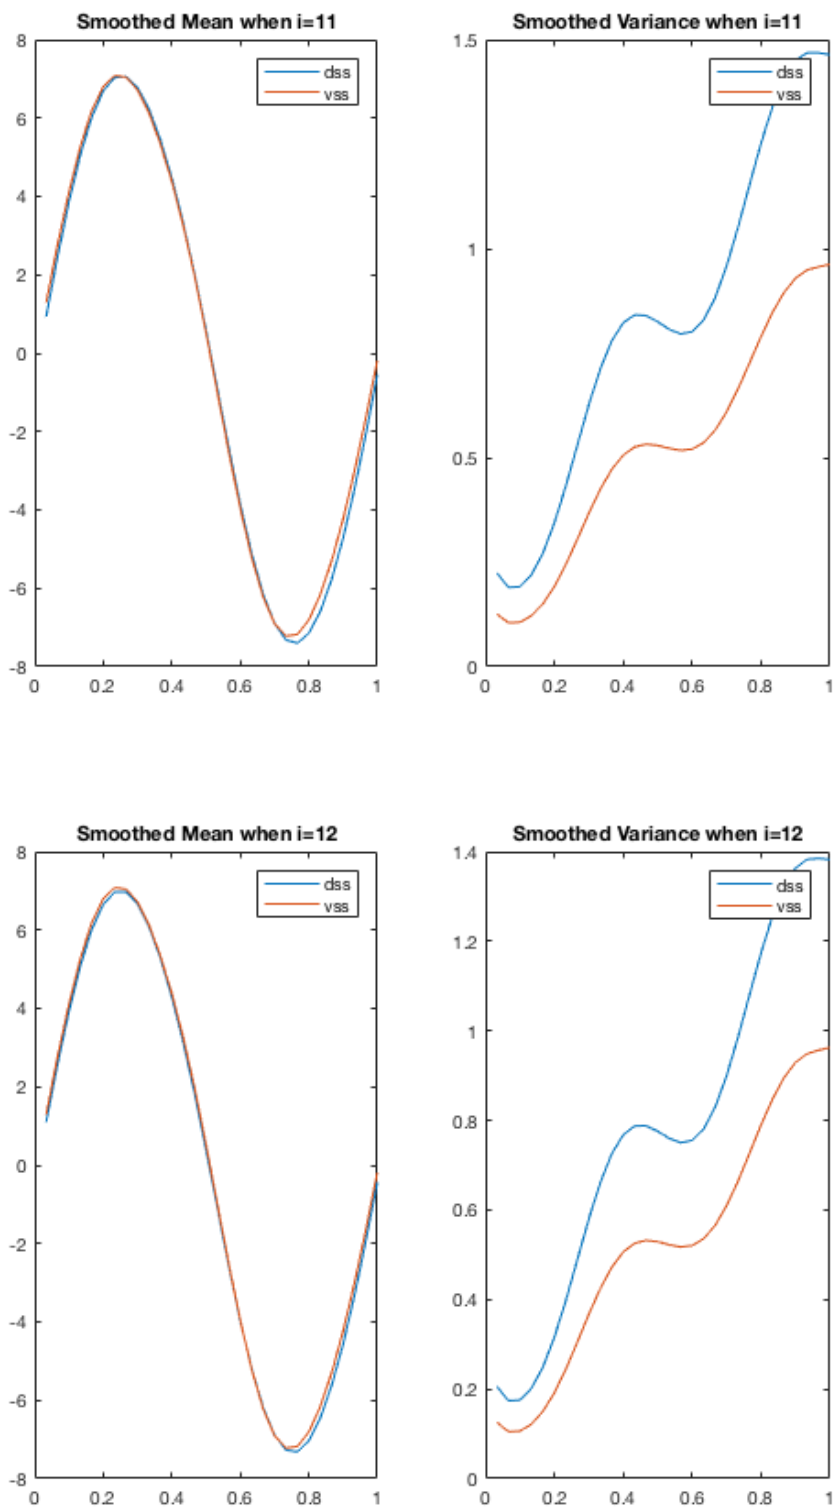 Smoothed Mean when i=11
8
6
4
2
0
-2
-4
-6
-8
0 0.2 0.4 0.6 0.8 1
dss
vss
Smoothed Variance when i=11
1.5
1
0.5
0
0 0.2 0.4 0.6 0.8 1
dss
vss
Smoothed Mean when i=12
8
6
4
2
0
-2
-4
-6
-8
0 0.2 0.4 0.6 0.8 1
dss
vss
Smoothed Variance when i=12
1.4
1.2
1
0.8
0.6
0.4
0.2
0
0 0.2 0.4 0.6 0.8 1
dss
vss